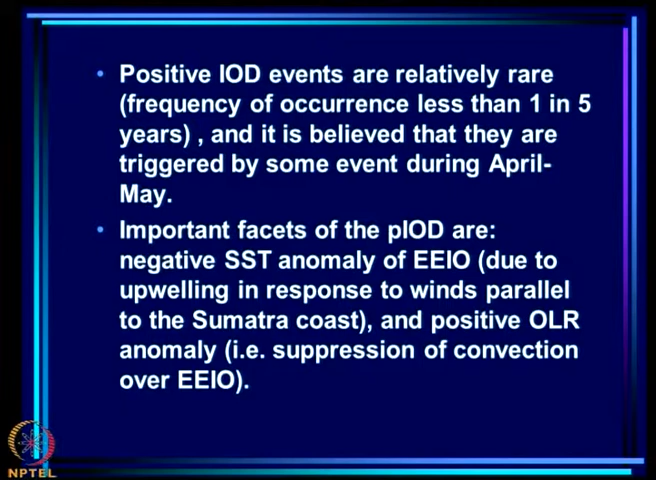 • Positive IOD events are relatively rare
(frequency of occurrence less than 1 in 5
years) , and it is believed that they are
triggered by some event during April-
May.
• Important facets of the pIOD are:
negative SST anomaly of EEIO (due to
upwelling in response to winds parallel
to the Sumatra coast), and positive OLR
anomaly (i.e. suppression of convection
over EEIO).
NPTEL